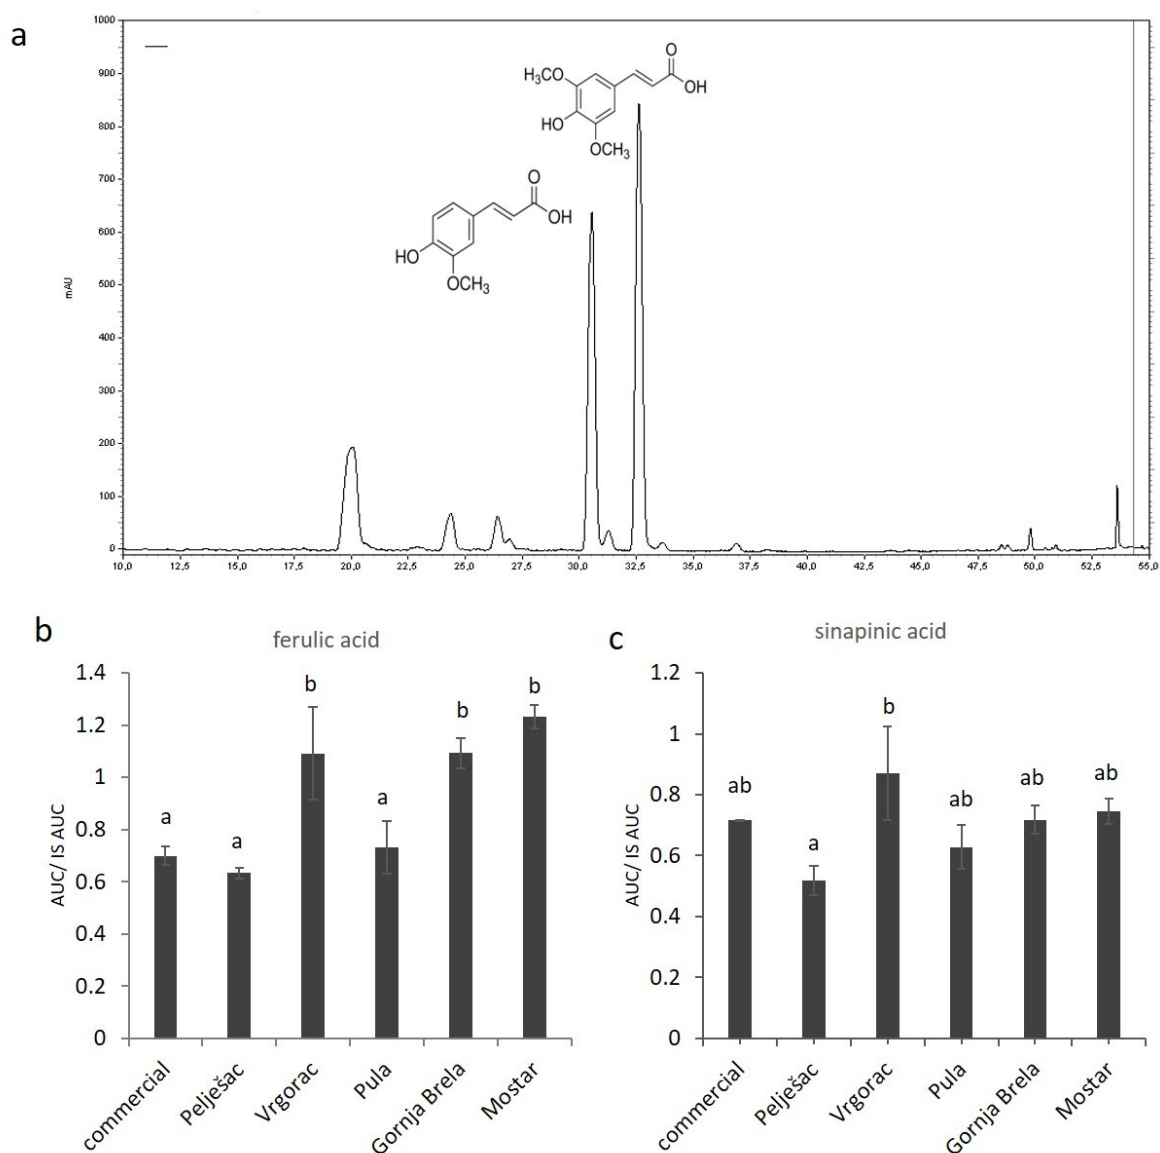 a
1000
900
800
700
600
500
400
300
200
100
0
mAU
10,0 12,5 15,0 17,5 20,0 22,5 25,0 27,5 30,0 32,5 35,0 37,5 40,0 42,5 45,0 47,5 50,0 52,5 55,0
O
H₃CO
OH
HO
OCH₃
O
OH
HO
OCH₃
b
ferulic acid
1.4
1.2
1
0.8
0.6
0.4
0.2
0
AUC/ IS AUC
a
a
b
a
b
b
commercial
Pelješac
Vrgorac
Pula
Gornja Brela
Mostar
c
sinapinic acid
1.2
1
0.8
0.6
0.4
0.2
0
AUC/ IS AUC
ab
a
b
ab
ab
ab
commercial
Pelješac
Vrgorac
Pula
Gornja Brela
Mostar